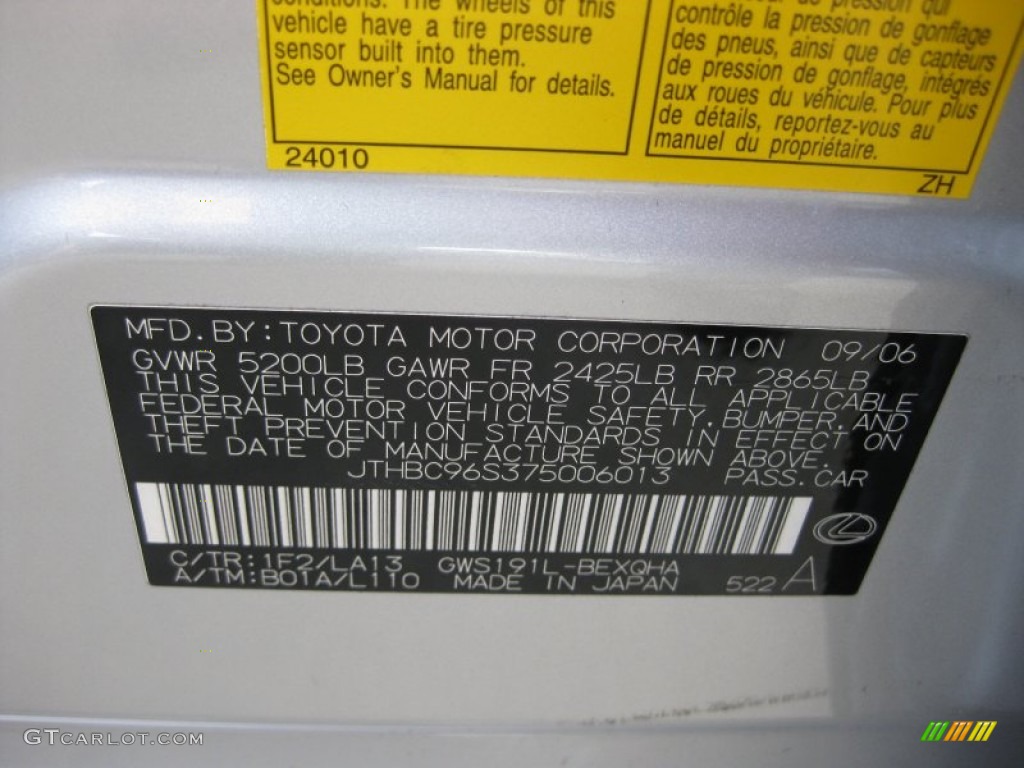 conditions. The wheels of this
vehicle have a tire pressure
sensor built into them.
See Owner's Manual for details.
24010
de pression qui
contrôle la pression de gonflage
des pneus, ainsi que de capteurs
de pression de gonflage, intégrés
aux roues du véhicule. Pour plus
de détails, reportez-vous au
manuel du propriétaire.
ZH
MFD. BY: TOYOTA MOTOR CORPORATION 09/06
GVWR 5200LB GAWR FR 2425LB RR 2865LB
THIS VEHICLE CONFORMS TO ALL APPLICABLE
FEDERAL MOTOR VEHICLE SAFETY, BUMPER, AND
THEFT PREVENTION STANDARDS IN EFFECT ON
THE DATE OF MANUFACTURE SHOWN ABOVE.
JTHBC96S375006013 PASS. CAR
C/TR: 1F2/LA13 GWS191L-BEXQHA
A/TM: B01A/L110 MADE IN JAPAN 522 A
GTCARLOT.COM